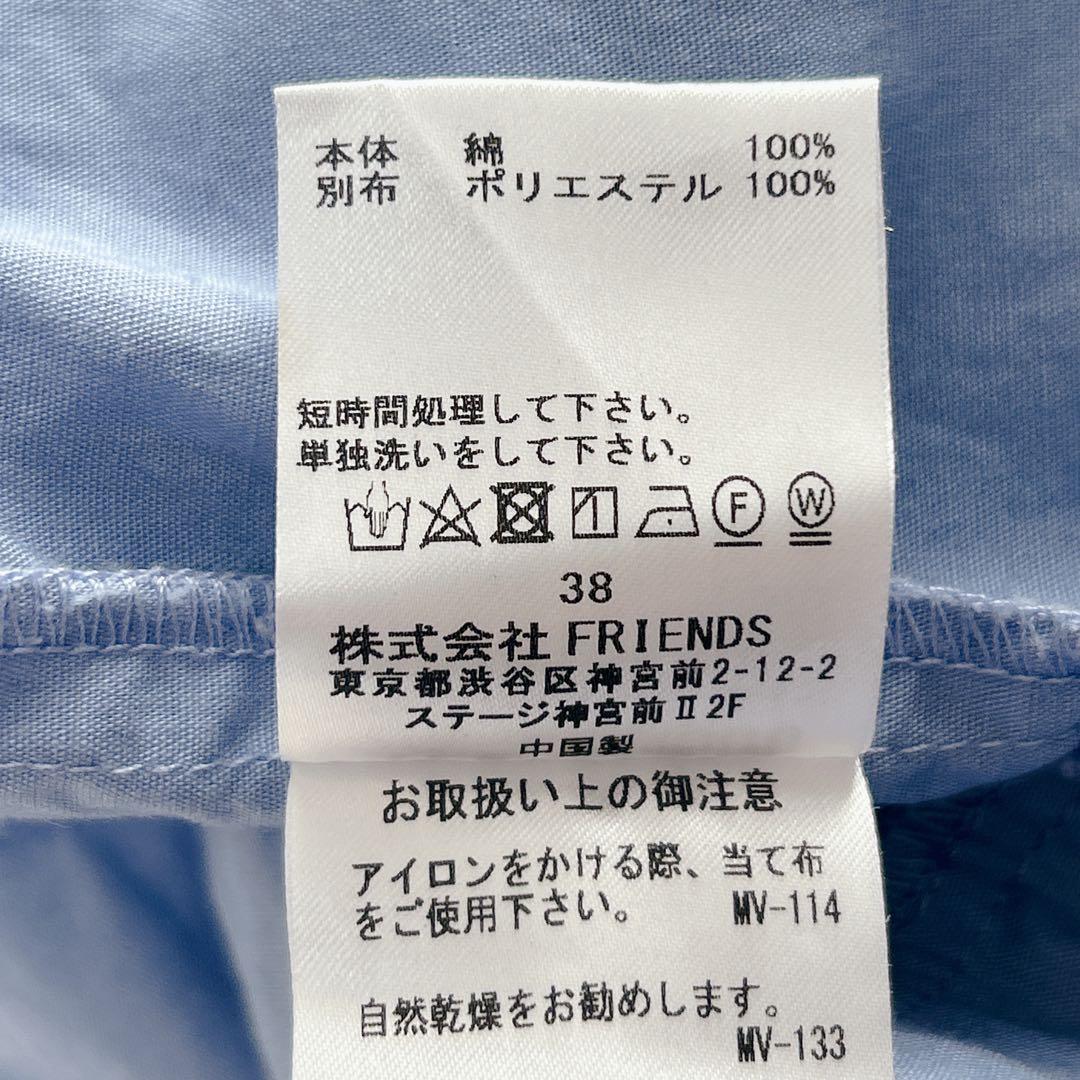 本体 綿 100%
別布 ポリエステル 100%
短時間処理して下さい。
単独洗いをして下さい。
F W
38
株式会社 FRIENDS
東京都渋谷区神宮前2-12-2
ステージ神宮前Ⅱ2F
中国製
お取扱い上の御注意
アイロンをかける際、当て布
をご使用下さい。 MV-114
自然乾燥をお勧めします。
MV-133